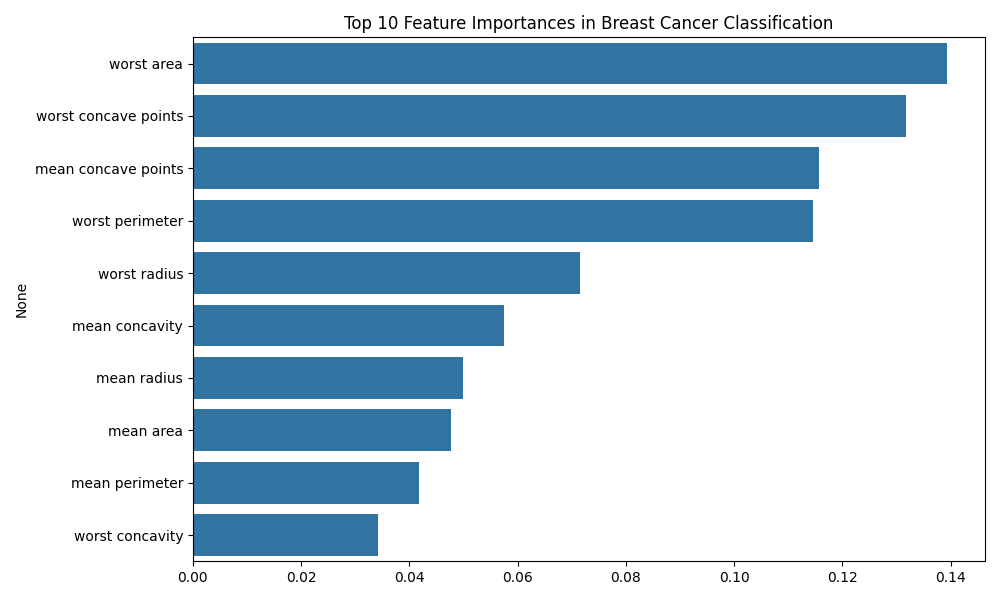 Top 10 Feature Importances in Breast Cancer Classification
None
worst area
worst concave points
mean concave points
worst perimeter
worst radius
mean concavity
mean radius
mean area
mean perimeter
worst concavity
0.00 0.02 0.04 0.06 0.08 0.10 0.12 0.14